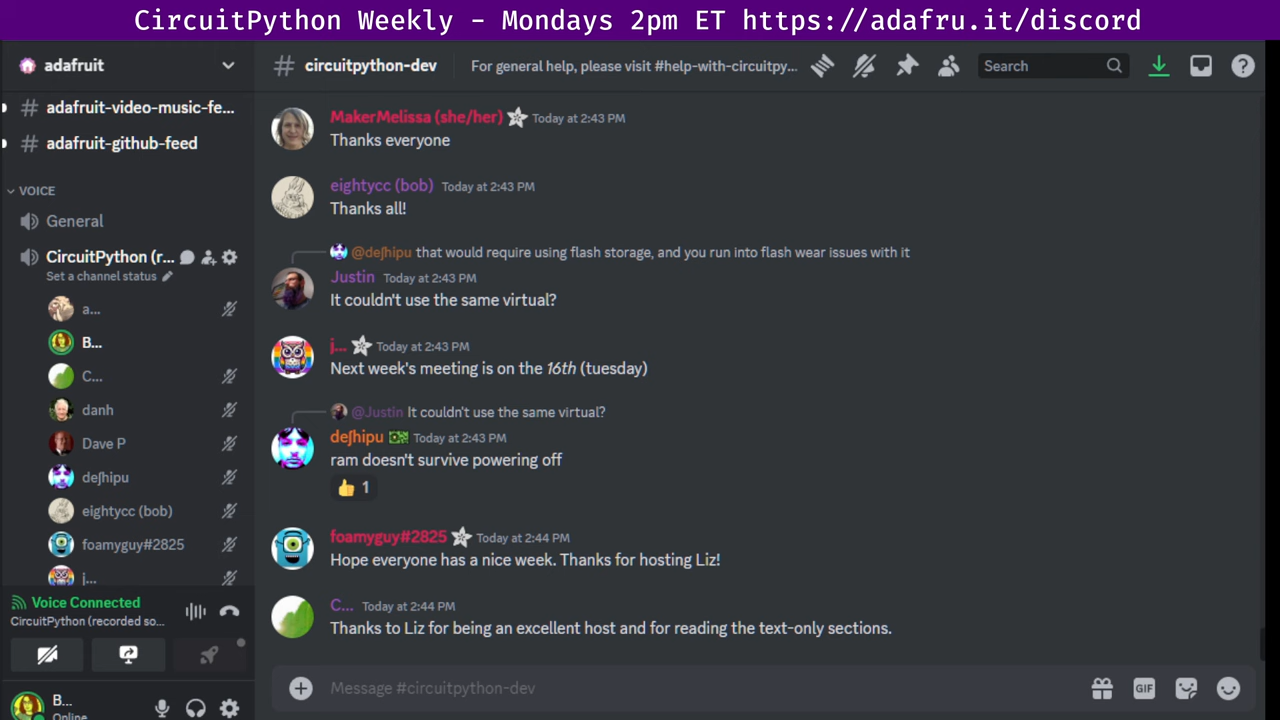 CircuitPython Weekly - Mondays 2pm ET https://adafru.it/discord
adafruit
# circuitpython-dev
For general help, please visit #help-with-circuitpy...
Search
# adafruit-video-music-fe...
# adafruit-github-feed
VOICE
General
CircuitPython (r...
Set a channel status
a...
B...
C...
danh
Dave P
deʃhipu
eightycc (bob)
foamyguy#2825
j...
Voice Connected
CircuitPython (recorded so...
B...
Online
MakerMelissa (she/her) Today at 2:43 PM
Thanks everyone
eightycc (bob) Today at 2:43 PM
Thanks all!
@deʃhipu that would require using flash storage, and you run into flash wear issues with it
Justin Today at 2:43 PM
It couldn't use the same virtual?
j... Today at 2:43 PM
Next week's meeting is on the 16th (tuesday)
@Justin It couldn't use the same virtual?
deʃhipu Today at 2:43 PM
ram doesn't survive powering off
1
foamyguy#2825 Today at 2:44 PM
Hope everyone has a nice week. Thanks for hosting Liz!
C... Today at 2:44 PM
Thanks to Liz for being an excellent host and for reading the text-only sections.
Message #circuitpython-dev
GIF